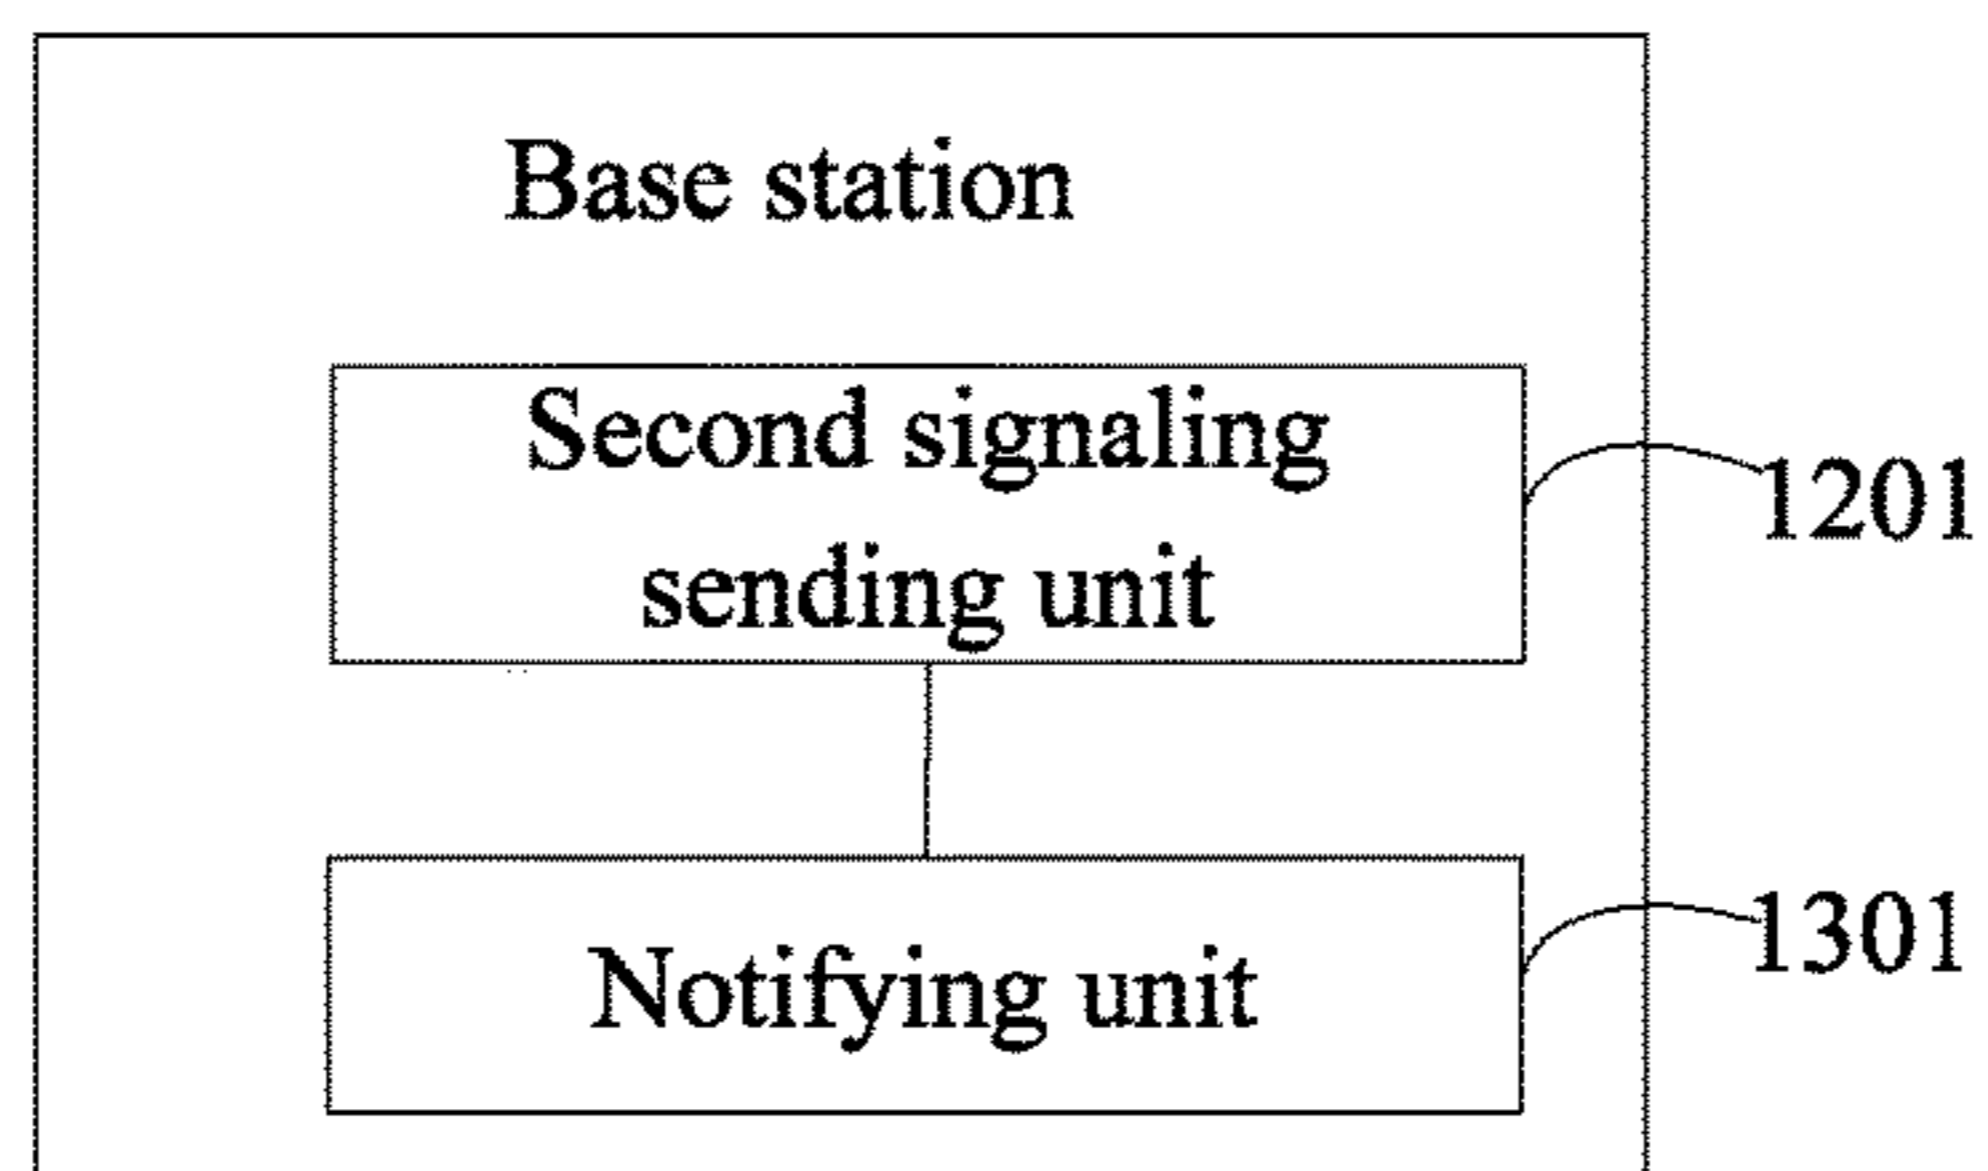 Base station
Second signaling
sending unit
1201
Notifying unit
1301